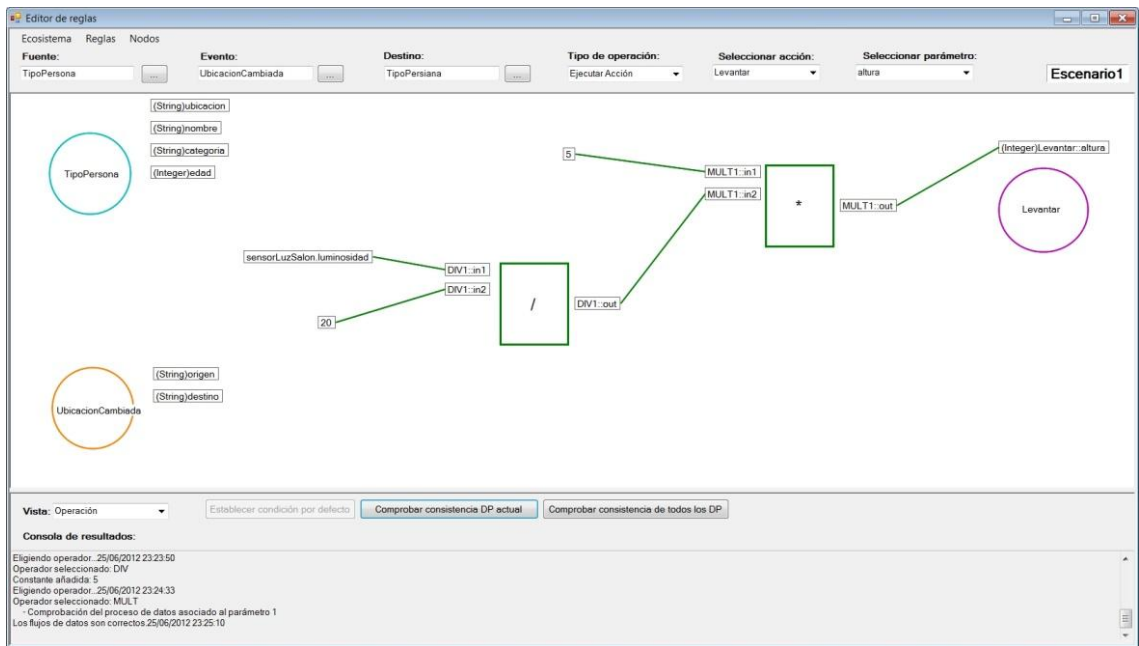 Editor de reglas
Ecosistema Reglas Nodos
Fuente: Evento: Destino: Tipo de operación: Seleccionar acción: Seleccionar parámetro:
TipoPersona ... UbicacionCambiada ... TipoPersiana ... Ejecutar Acción Levantar altura Escenario1
(String)ubicacion
(String)nombre
(String)categoria
(Integer)edad
TipoPersona
5
MULT1::in1
MULT1::in2
*
MULT1::out
(Integer)Levantar::altura
Levantar
sensorLuzSalon.luminosidad
DIV1::in1
DIV1::in2
/
DIV1::out
20
(String)origen
(String)destino
UbicacionCambiada
Vista: Operación Establecer condición por defecto Comprobar consistencia DP actual Comprobar consistencia de todos los DP
Consola de resultados:
Eligiendo operador...25/06/2012 23:23:50
Operador seleccionado: DIV
Constante añadida: 5
Eligiendo operador...25/06/2012 23:24:33
Operador seleccionado: MULT
- Comprobación del proceso de datos asociado al parámetro 1
Los flujos de datos son correctos.25/06/2012 23:25:10